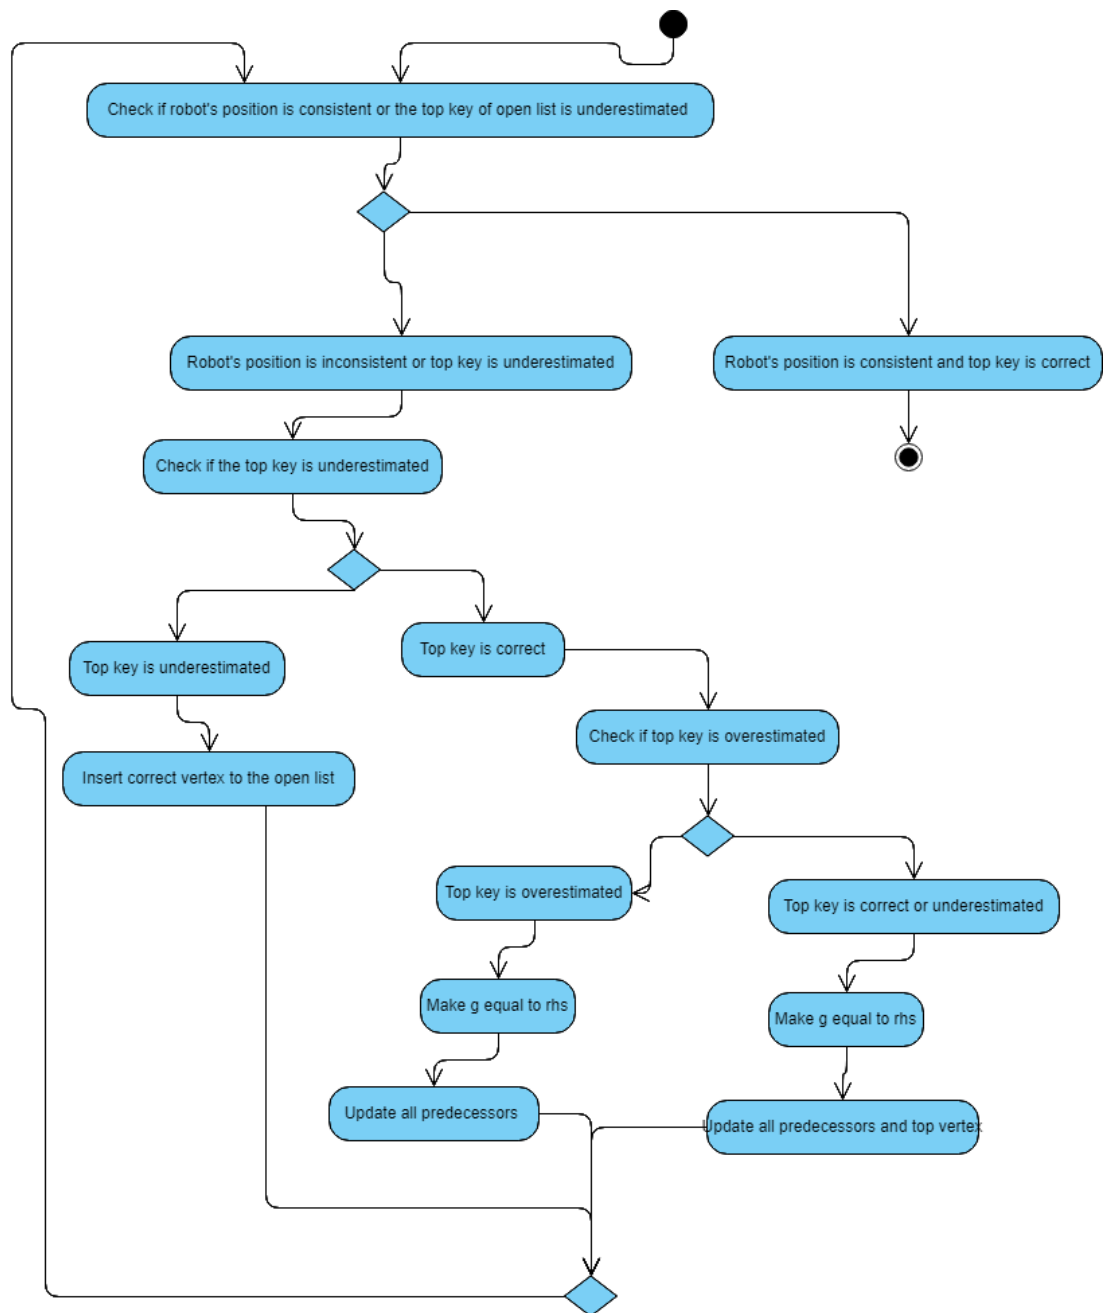 Check if robot's position is consistent or the top key of open list is underestimated
Robot's position is inconsistent or top key is underestimated
Robot's position is consistent and top key is correct
Check if the top key is underestimated
Top key is underestimated
Top key is correct
Insert correct vertex to the open list
Check if top key is overestimated
Top key is overestimated
Top key is correct or underestimated
Make g equal to rhs
Make g equal to rhs
Update all predecessors
Update all predecessors and top vertex